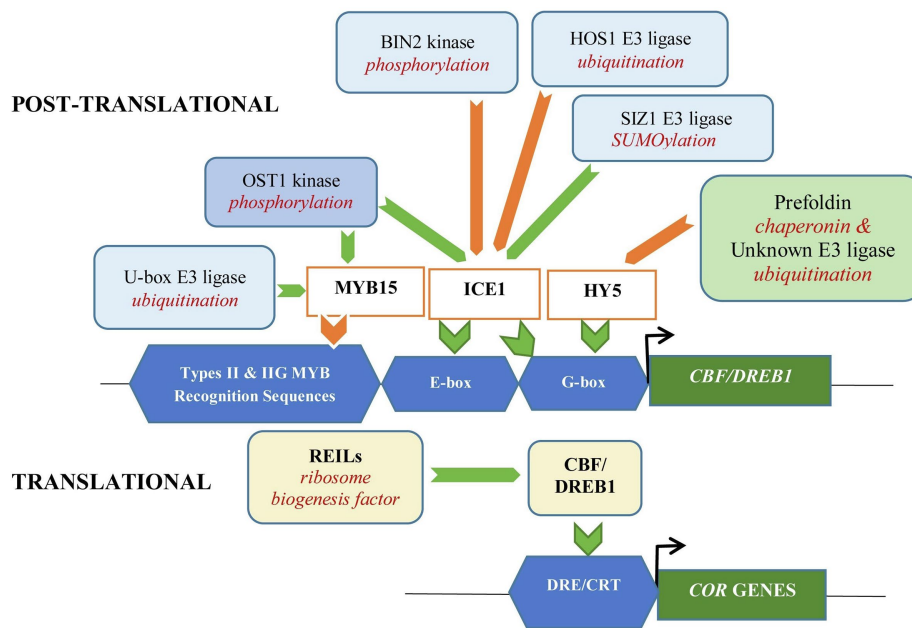 BIN2 kinase
phosphorylation
HOS1 E3 ligase
ubiquitination
POST-TRANSLATIONAL
SIZ1 E3 ligase
SUMOylation
OST1 kinase
phosphorylation
Prefoldin
chaperonin &
Unknown E3 ligase
ubiquitination
U-box E3 ligase
ubiquitination
MYB15
ICE1
HY5
Types II & IIG MYB
Recognition Sequences
E-box
G-box
CBF/DREB1
TRANSLATIONAL
REILs
ribosome
biogenesis factor
CBF/
DREB1
DRE/CRT
COR GENES